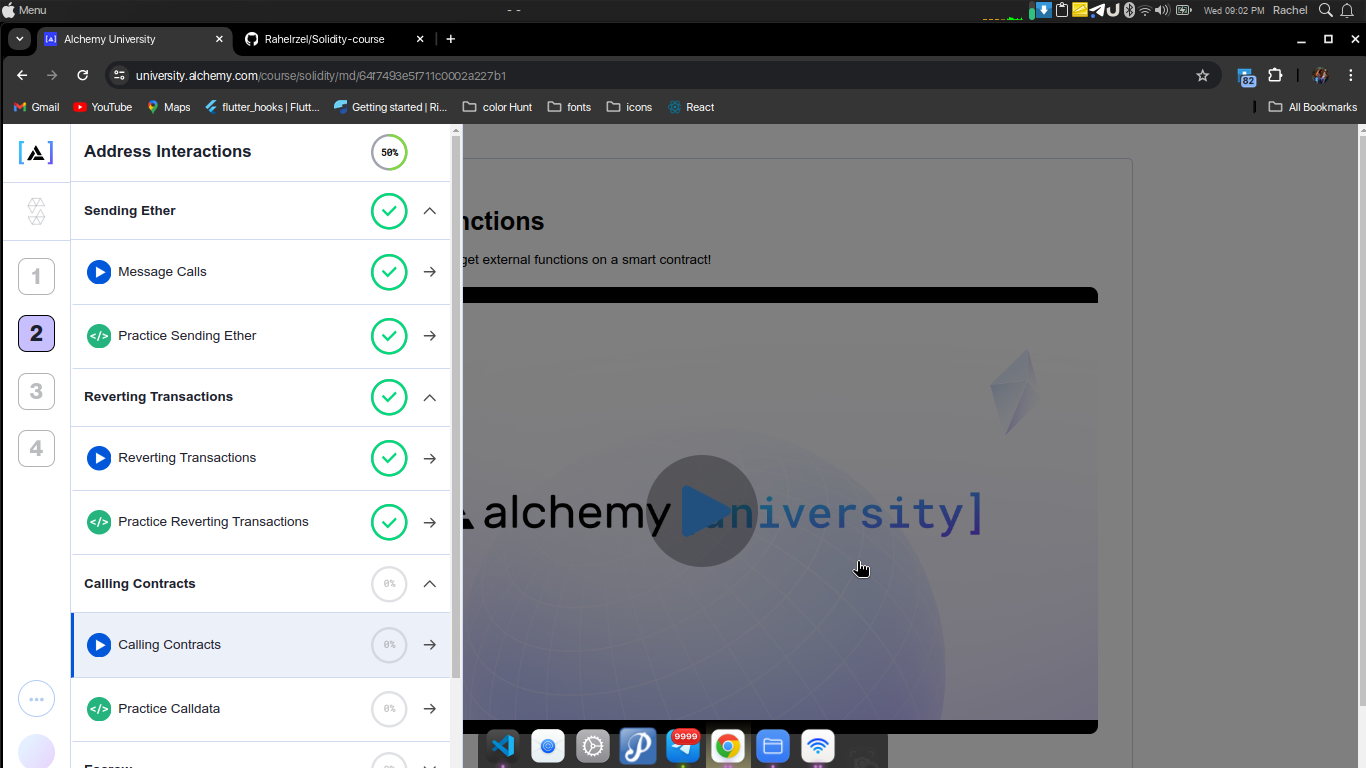 Menu
- -
Wed 09:02 PM
Rachel
Alchemy University
RaheIrzel/Solidity-course
university.alchemy.com/course/solidity/md/64f7493e5f711c0002a227b1
82
Gmail
YouTube
Maps
flutter_hooks | Flutt...
Getting started | Ri...
color Hunt
fonts
icons
React
All Bookmarks
Address Interactions
50%
Sending Ether
Message Calls
Practice Sending Ether
Reverting Transactions
Reverting Transactions
Practice Reverting Transactions
Calling Contracts
0%
Calling Contracts
0%
Practice Calldata
0%
1
2
3
4
nctions
get external functions on a smart contract!
alchemy university]
9999